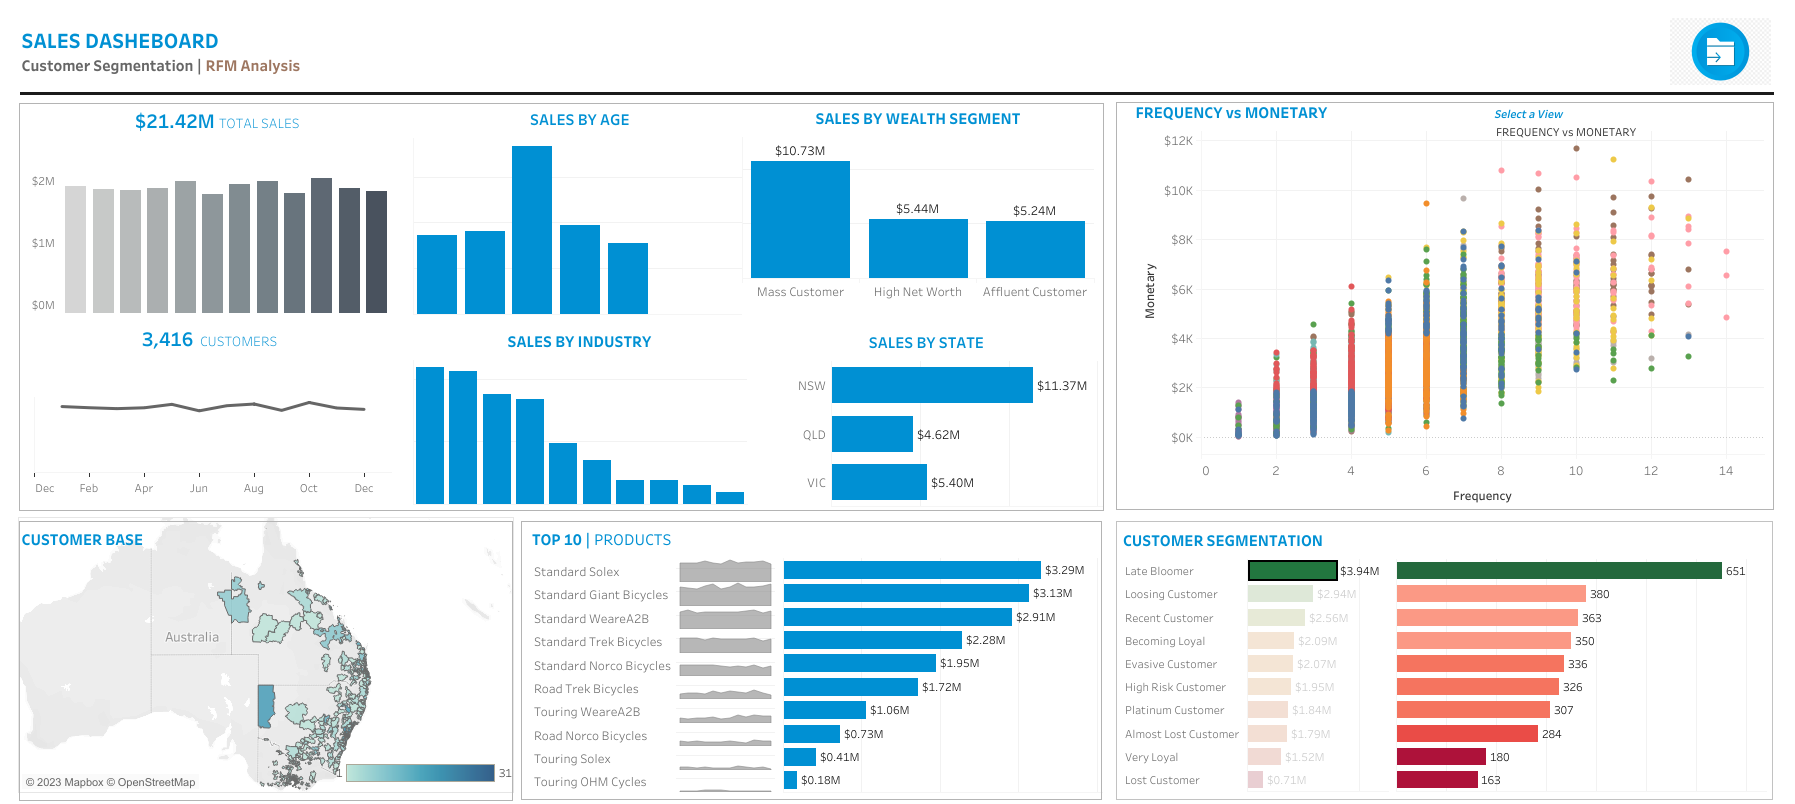 SALES DASHEBOARD
Customer Segmentation | RFM Analysis
$21.42M TOTAL SALES
$2M
$1M
$0M
3,416 CUSTOMERS
Dec Feb Apr Jun Aug Oct Dec
SALES BY AGE
SALES BY WEALTH SEGMENT
$10.73M
$5.44M
$5.24M
Mass Customer High Net Worth Affluent Customer
SALES BY INDUSTRY
SALES BY STATE
NSW $11.37M
QLD $4.62M
VIC $5.40M
FREQUENCY vs MONETARY
Select a View
FREQUENCY vs MONETARY
$12K
$10K
$8K
$6K
$4K
$2K
$0K
Monetary
0 2 4 6 8 10 12 14
Frequency
CUSTOMER BASE
Australia
1 31
© 2023 Mapbox © OpenStreetMap
TOP 10 | PRODUCTS
Standard Solex $3.29M
Standard Giant Bicycles $3.13M
Standard WeareA2B $2.91M
Standard Trek Bicycles $2.28M
Standard Norco Bicycles $1.95M
Road Trek Bicycles $1.72M
Touring WeareA2B $1.06M
Road Norco Bicycles $0.73M
Touring Solex $0.41M
Touring OHM Cycles $0.18M
CUSTOMER SEGMENTATION
Late Bloomer $3.94M 651
Loosing Customer $2.94M 380
Recent Customer $2.56M 363
Becoming Loyal $2.09M 350
Evasive Customer $2.07M 336
High Risk Customer $1.95M 326
Platinum Customer $1.84M 307
Almost Lost Customer $1.79M 284
Very Loyal $1.52M 180
Lost Customer $0.71M 163